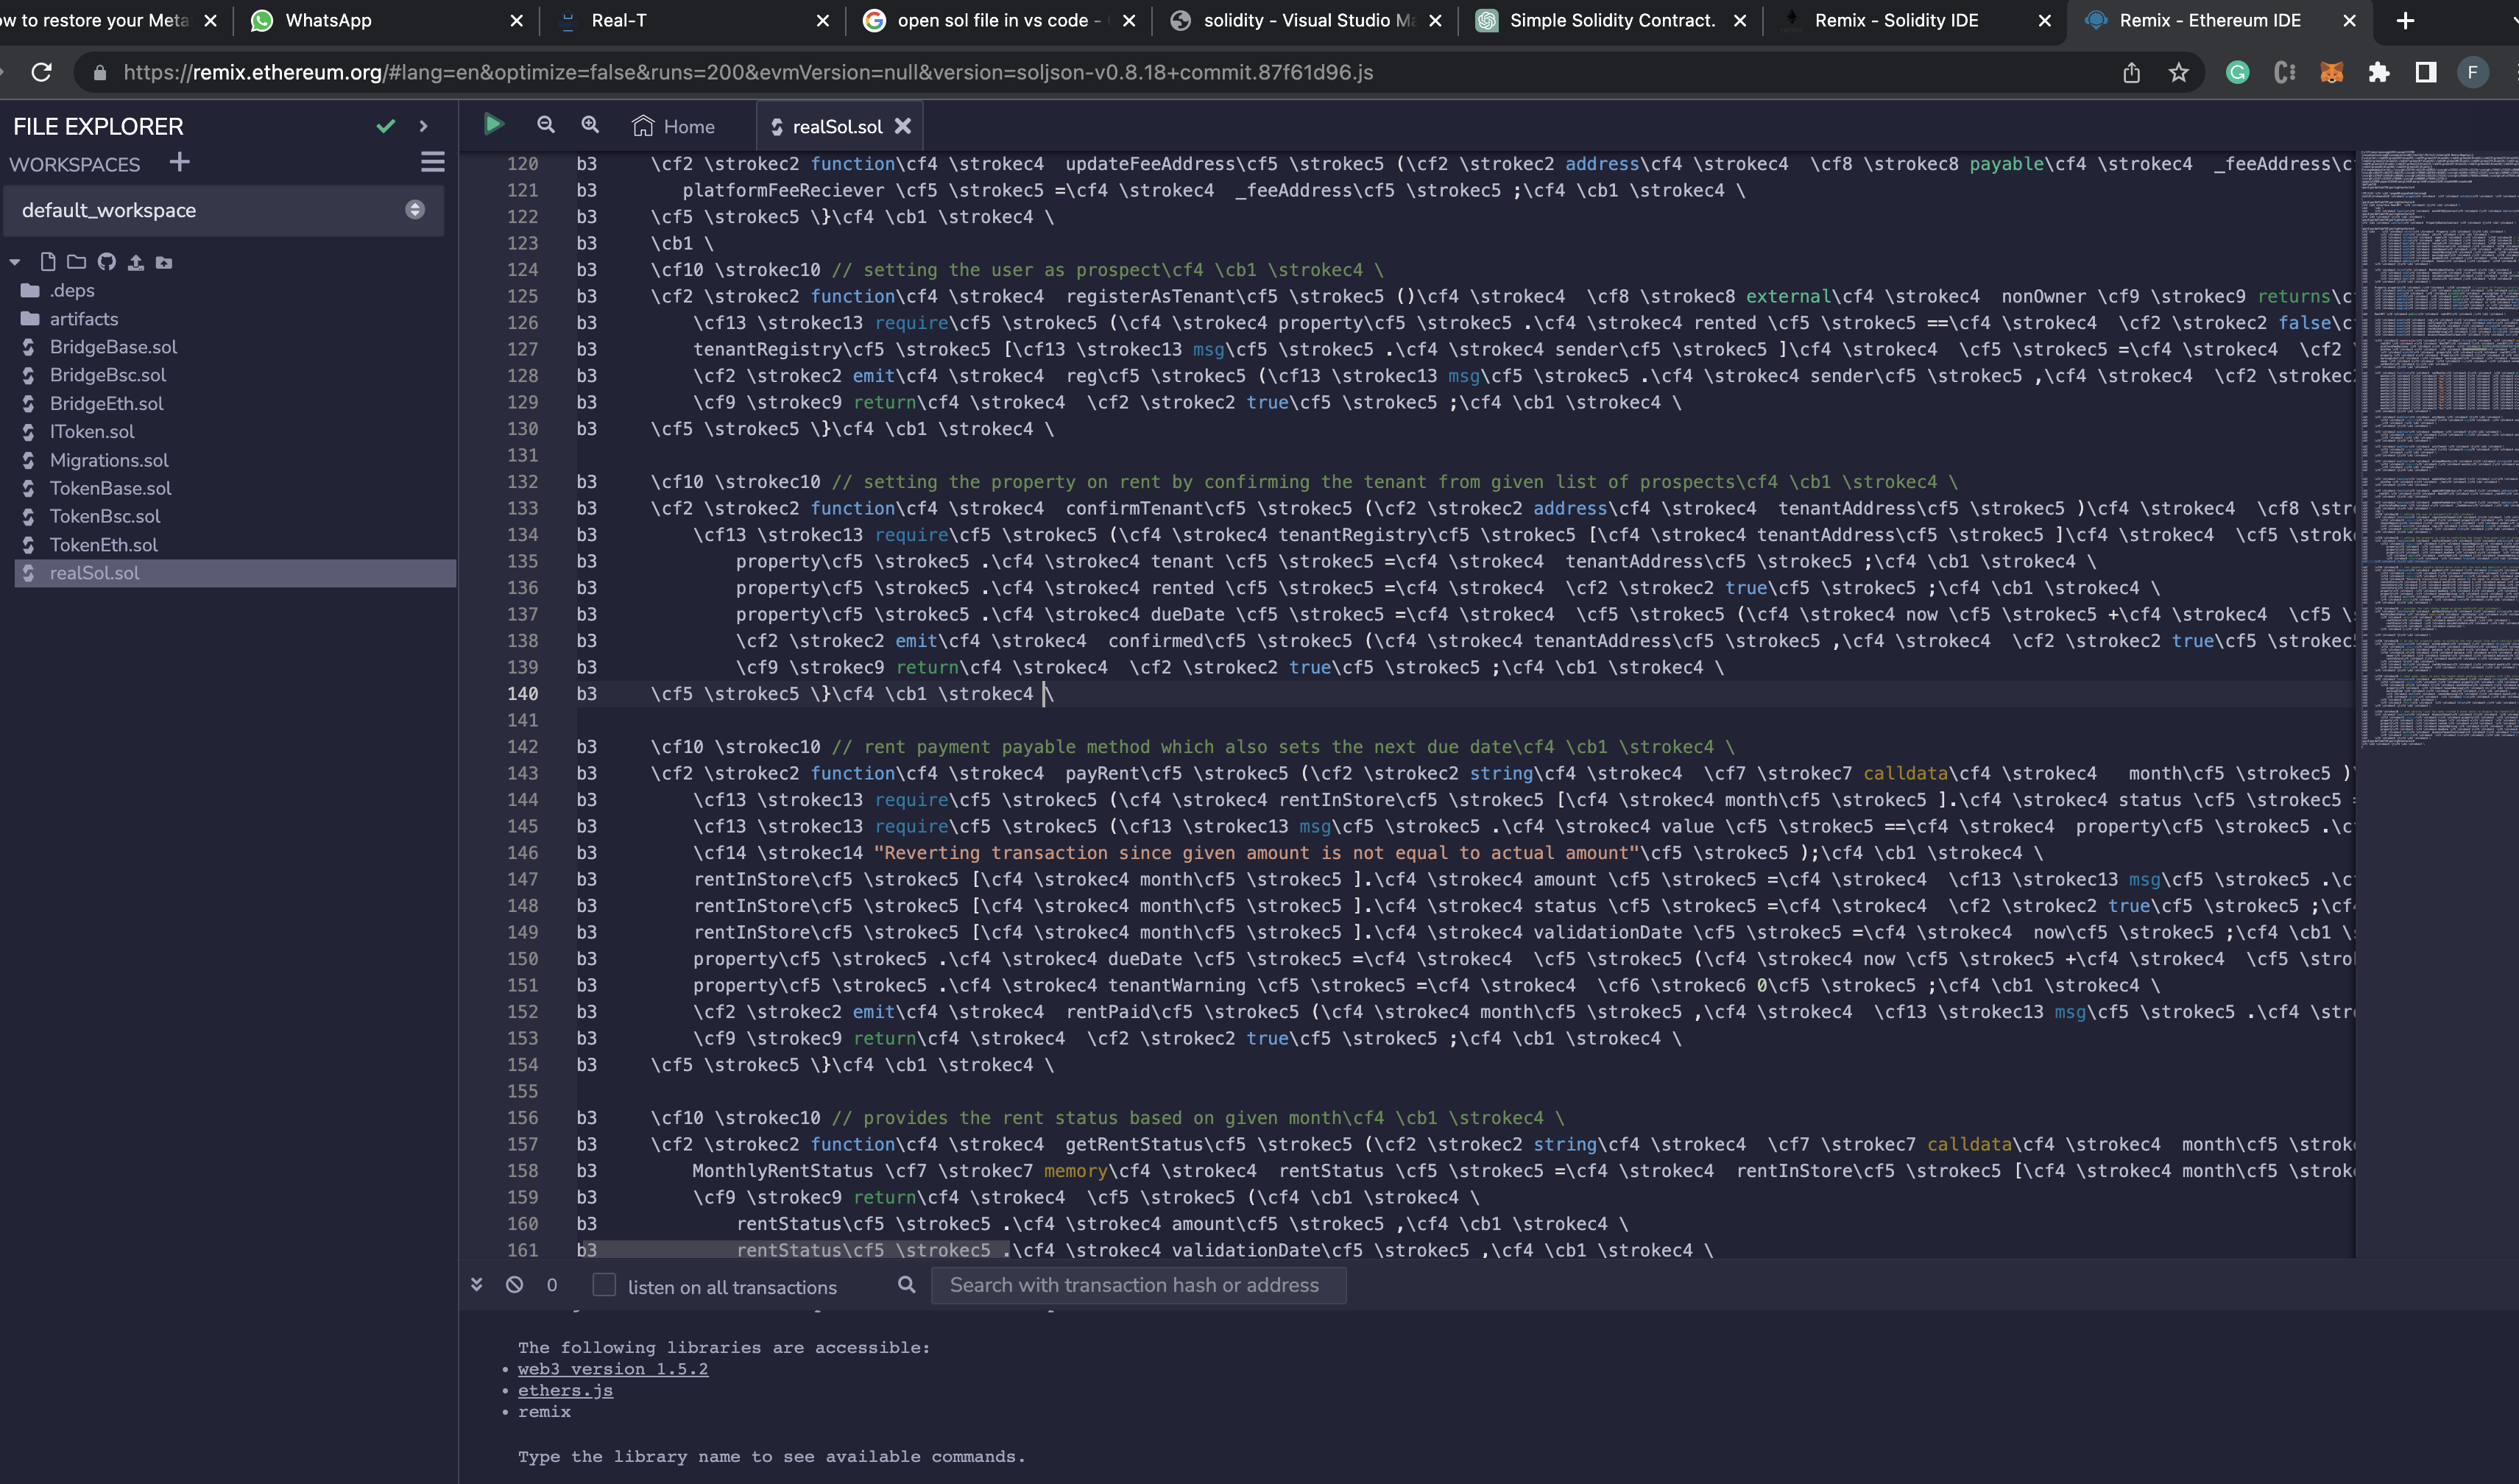 ow to restore your Meta
WhatsApp
Real-T
open sol file in vs code -
solidity - Visual Studio Ma
Simple Solidity Contract.
Remix - Solidity IDE
Remix - Ethereum IDE
https://remix.ethereum.org/#lang=en&optimize=false&runs=200&evmVersion=null&version=soljson-v0.8.18+commit.87f61d96.js
F
FILE EXPLORER
WORKSPACES
default_workspace
.deps
artifacts
BridgeBase.sol
BridgeBsc.sol
BridgeEth.sol
IToken.sol
Migrations.sol
TokenBase.sol
TokenBsc.sol
TokenEth.sol
realSol.sol
Home
realSol.sol
120 b3 \cf2 \strokec2 function\cf4 \strokec4 updateFeeAddress\cf5 \strokec5 (\cf2 \strokec2 address\cf4 \strokec4 \cf8 \strokec8 payable\cf4 \strokec4 _feeAddress\c
121 b3 platformFeeReciever \cf5 \strokec5 =\cf4 \strokec4 _feeAddress\cf5 \strokec5 ;\cf4 \cb1 \strokec4 \
122 b3 \cf5 \strokec5 \}\cf4 \cb1 \strokec4 \
123 b3 \cb1 \
124 b3 \cf10 \strokec10 // setting the user as prospect\cf4 \cb1 \strokec4 \
125 b3 \cf2 \strokec2 function\cf4 \strokec4 registerAsTenant\cf5 \strokec5 ()\cf4 \strokec4 \cf8 \strokec8 external\cf4 \strokec4 nonOwner \cf9 \strokec9 returns\c
126 b3 \cf13 \strokec13 require\cf5 \strokec5 (\cf4 \strokec4 property\cf5 \strokec5 .\cf4 \strokec4 rented \cf5 \strokec5 ==\cf4 \strokec4 \cf2 \strokec2 false\c
127 b3 tenantRegistry\cf5 \strokec5 [\cf13 \strokec13 msg\cf5 \strokec5 .\cf4 \strokec4 sender\cf5 \strokec5 ]\cf4 \strokec4 \cf5 \strokec5 =\cf4 \strokec4 \cf2
128 b3 \cf2 \strokec2 emit\cf4 \strokec4 reg\cf5 \strokec5 (\cf13 \strokec13 msg\cf5 \strokec5 .\cf4 \strokec4 sender\cf5 \strokec5 ,\cf4 \strokec4 \cf2 \strokec
129 b3 \cf9 \strokec9 return\cf4 \strokec4 \cf2 \strokec2 true\cf5 \strokec5 ;\cf4 \cb1 \strokec4 \
130 b3 \cf5 \strokec5 \}\cf4 \cb1 \strokec4 \
131
132 b3 \cf10 \strokec10 // setting the property on rent by confirming the tenant from given list of prospects\cf4 \cb1 \strokec4 \
133 b3 \cf2 \strokec2 function\cf4 \strokec4 confirmTenant\cf5 \strokec5 (\cf2 \strokec2 address\cf4 \strokec4 tenantAddress\cf5 \strokec5 )\cf4 \strokec4 \cf8 \str
134 b3 \cf13 \strokec13 require\cf5 \strokec5 (\cf4 \strokec4 tenantRegistry\cf5 \strokec5 [\cf4 \strokec4 tenantAddress\cf5 \strokec5 ]\cf4 \strokec4 \cf5 \strok
135 b3 property\cf5 \strokec5 .\cf4 \strokec4 tenant \cf5 \strokec5 =\cf4 \strokec4 tenantAddress\cf5 \strokec5 ;\cf4 \cb1 \strokec4 \
136 b3 property\cf5 \strokec5 .\cf4 \strokec4 rented \cf5 \strokec5 =\cf4 \strokec4 \cf2 \strokec2 true\cf5 \strokec5 ;\cf4 \cb1 \strokec4 \
137 b3 property\cf5 \strokec5 .\cf4 \strokec4 dueDate \cf5 \strokec5 =\cf4 \strokec4 \cf5 \strokec5 (\cf4 \strokec4 now \cf5 \strokec5 +\cf4 \strokec4 \cf5 \
138 b3 \cf2 \strokec2 emit\cf4 \strokec4 confirmed\cf5 \strokec5 (\cf4 \strokec4 tenantAddress\cf5 \strokec5 ,\cf4 \strokec4 \cf2 \strokec2 true\cf5 \strokec
139 b3 \cf9 \strokec9 return\cf4 \strokec4 \cf2 \strokec2 true\cf5 \strokec5 ;\cf4 \cb1 \strokec4 \
140 b3 \cf5 \strokec5 \}\cf4 \cb1 \strokec4 \
141
142 b3 \cf10 \strokec10 // rent payment payable method which also sets the next due date\cf4 \cb1 \strokec4 \
143 b3 \cf2 \strokec2 function\cf4 \strokec4 payRent\cf5 \strokec5 (\cf2 \strokec2 string\cf4 \strokec4 \cf7 \strokec7 calldata\cf4 \strokec4 month\cf5 \strokec5 )\
144 b3 \cf13 \strokec13 require\cf5 \strokec5 (\cf4 \strokec4 rentInStore\cf5 \strokec5 [\cf4 \strokec4 month\cf5 \strokec5 ].\cf4 \strokec4 status \cf5 \strokec5 =
145 b3 \cf13 \strokec13 require\cf5 \strokec5 (\cf13 \strokec13 msg\cf5 \strokec5 .\cf4 \strokec4 value \cf5 \strokec5 ==\cf4 \strokec4 property\cf5 \strokec5 .\c
146 b3 \cf14 \strokec14 "Reverting transaction since given amount is not equal to actual amount"\cf5 \strokec5 );\cf4 \cb1 \strokec4 \
147 b3 rentInStore\cf5 \strokec5 [\cf4 \strokec4 month\cf5 \strokec5 ].\cf4 \strokec4 amount \cf5 \strokec5 =\cf4 \strokec4 \cf13 \strokec13 msg\cf5 \strokec5 .\c
148 b3 rentInStore\cf5 \strokec5 [\cf4 \strokec4 month\cf5 \strokec5 ].\cf4 \strokec4 status \cf5 \strokec5 =\cf4 \strokec4 \cf2 \strokec2 true\cf5 \strokec5 ;\cf
149 b3 rentInStore\cf5 \strokec5 [\cf4 \strokec4 month\cf5 \strokec5 ].\cf4 \strokec4 validationDate \cf5 \strokec5 =\cf4 \strokec4 now\cf5 \strokec5 ;\cf4 \cb1 \
150 b3 property\cf5 \strokec5 .\cf4 \strokec4 dueDate \cf5 \strokec5 =\cf4 \strokec4 \cf5 \strokec5 (\cf4 \strokec4 now \cf5 \strokec5 +\cf4 \strokec4 \cf5 \stro
151 b3 property\cf5 \strokec5 .\cf4 \strokec4 tenantWarning \cf5 \strokec5 =\cf4 \strokec4 \cf6 \strokec6 0\cf5 \strokec5 ;\cf4 \cb1 \strokec4 \
152 b3 \cf2 \strokec2 emit\cf4 \strokec4 rentPaid\cf5 \strokec5 (\cf4 \strokec4 month\cf5 \strokec5 ,\cf4 \strokec4 \cf13 \strokec13 msg\cf5 \strokec5 .\cf4 \str
153 b3 \cf9 \strokec9 return\cf4 \strokec4 \cf2 \strokec2 true\cf5 \strokec5 ;\cf4 \cb1 \strokec4 \
154 b3 \cf5 \strokec5 \}\cf4 \cb1 \strokec4 \
155
156 b3 \cf10 \strokec10 // provides the rent status based on given month\cf4 \cb1 \strokec4 \
157 b3 \cf2 \strokec2 function\cf4 \strokec4 getRentStatus\cf5 \strokec5 (\cf2 \strokec2 string\cf4 \strokec4 \cf7 \strokec7 calldata\cf4 \strokec4 month\cf5 \strok
158 b3 MonthlyRentStatus \cf7 \strokec7 memory\cf4 \strokec4 rentStatus \cf5 \strokec5 =\cf4 \strokec4 rentInStore\cf5 \strokec5 [\cf4 \strokec4 month\cf5 \strok
159 b3 \cf9 \strokec9 return\cf4 \strokec4 \cf5 \strokec5 (\cf4 \cb1 \strokec4 \
160 b3 rentStatus\cf5 \strokec5 .\cf4 \strokec4 amount\cf5 \strokec5 ,\cf4 \cb1 \strokec4 \
161 b3 rentStatus\cf5 \strokec5 .\cf4 \strokec4 validationDate\cf5 \strokec5 ,\cf4 \cb1 \strokec4 \
0 listen on all transactions Search with transaction hash or address
The following libraries are accessible:
• web3 version 1.5.2
• ethers.js
• remix
Type the library name to see available commands.